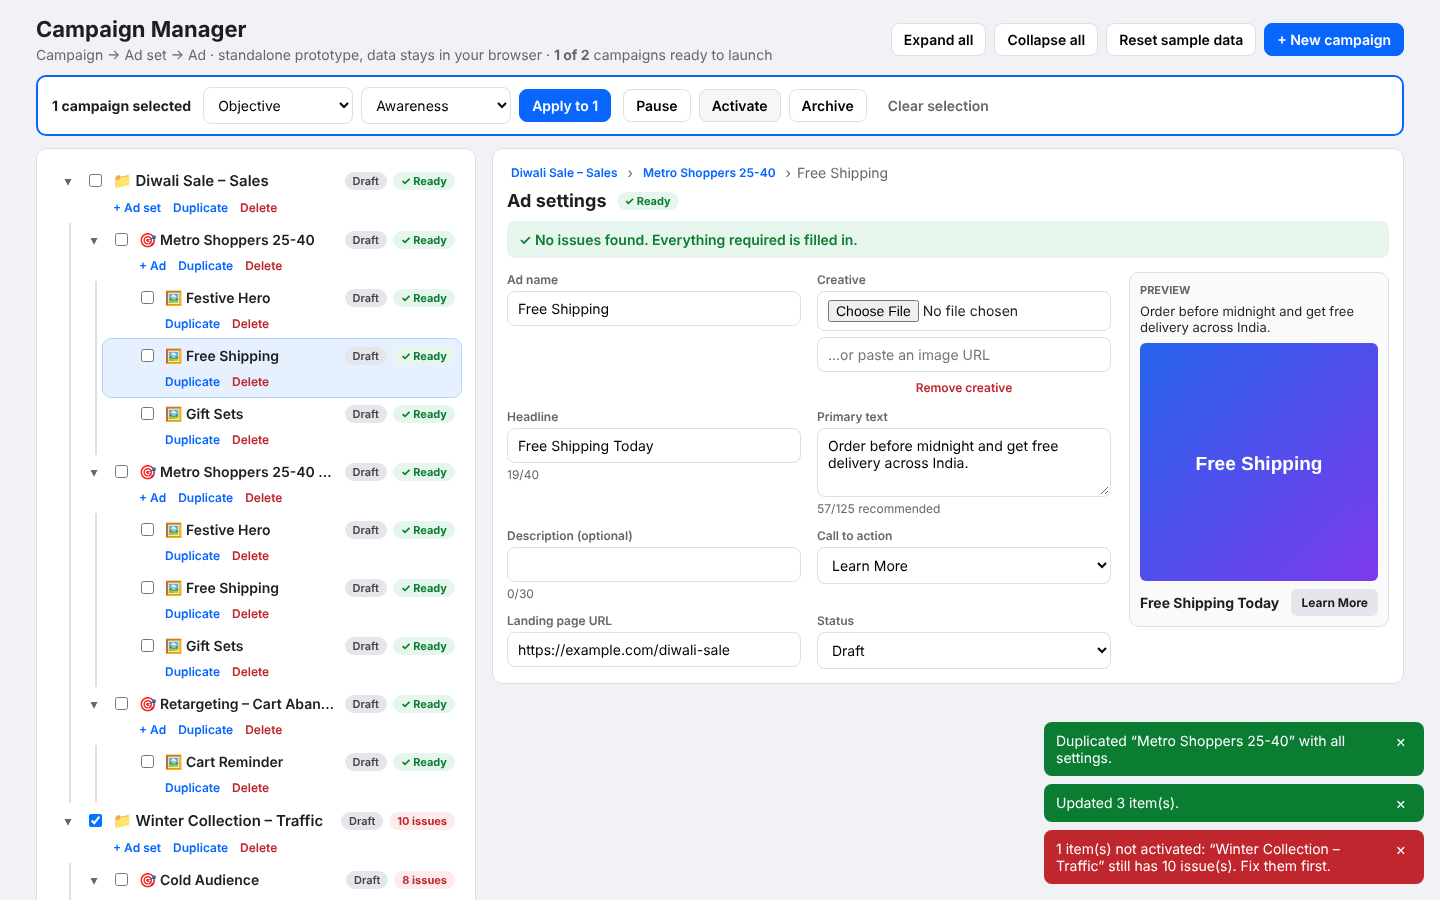 Campaign Manager
Campaign → Ad set → Ad · standalone prototype, data stays in your browser · 1 of 2 campaigns ready to launch
Expand all
Collapse all
Reset sample data
+ New campaign
1 campaign selected
Objective
Awareness
Apply to 1
Pause
Activate
Archive
Clear selection
Diwali Sale – Sales
Draft
✓ Ready
+ Ad set Duplicate Delete
Metro Shoppers 25-40
Draft
✓ Ready
+ Ad Duplicate Delete
Festive Hero
Draft
✓ Ready
Duplicate Delete
Free Shipping
Draft
✓ Ready
Duplicate Delete
Gift Sets
Draft
✓ Ready
Duplicate Delete
Metro Shoppers 25-40 ...
Draft
✓ Ready
+ Ad Duplicate Delete
Festive Hero
Draft
✓ Ready
Duplicate Delete
Free Shipping
Draft
✓ Ready
Duplicate Delete
Gift Sets
Draft
✓ Ready
Duplicate Delete
Retargeting – Cart Aban...
Draft
✓ Ready
+ Ad Duplicate Delete
Cart Reminder
Draft
✓ Ready
Duplicate Delete
Winter Collection – Traffic
Draft
10 issues
+ Ad set Duplicate Delete
Cold Audience
Draft
8 issues
Diwali Sale – Sales › Metro Shoppers 25-40 › Free Shipping
Ad settings
✓ Ready
✓ No issues found. Everything required is filled in.
Ad name
Free Shipping
Creative
Choose File No file chosen
...or paste an image URL
Remove creative
Headline
Free Shipping Today
19/40
Primary text
Order before midnight and get free
delivery across India.
57/125 recommended
Description (optional)
0/30
Call to action
Learn More
Landing page URL
https://example.com/diwali-sale
Status
Draft
PREVIEW
Order before midnight and get free
delivery across India.
Free Shipping
Free Shipping Today
Learn More
Duplicated “Metro Shoppers 25-40” with all
settings.
×
Updated 3 item(s).
×
1 item(s) not activated: “Winter Collection –
Traffic” still has 10 issue(s). Fix them first.
×